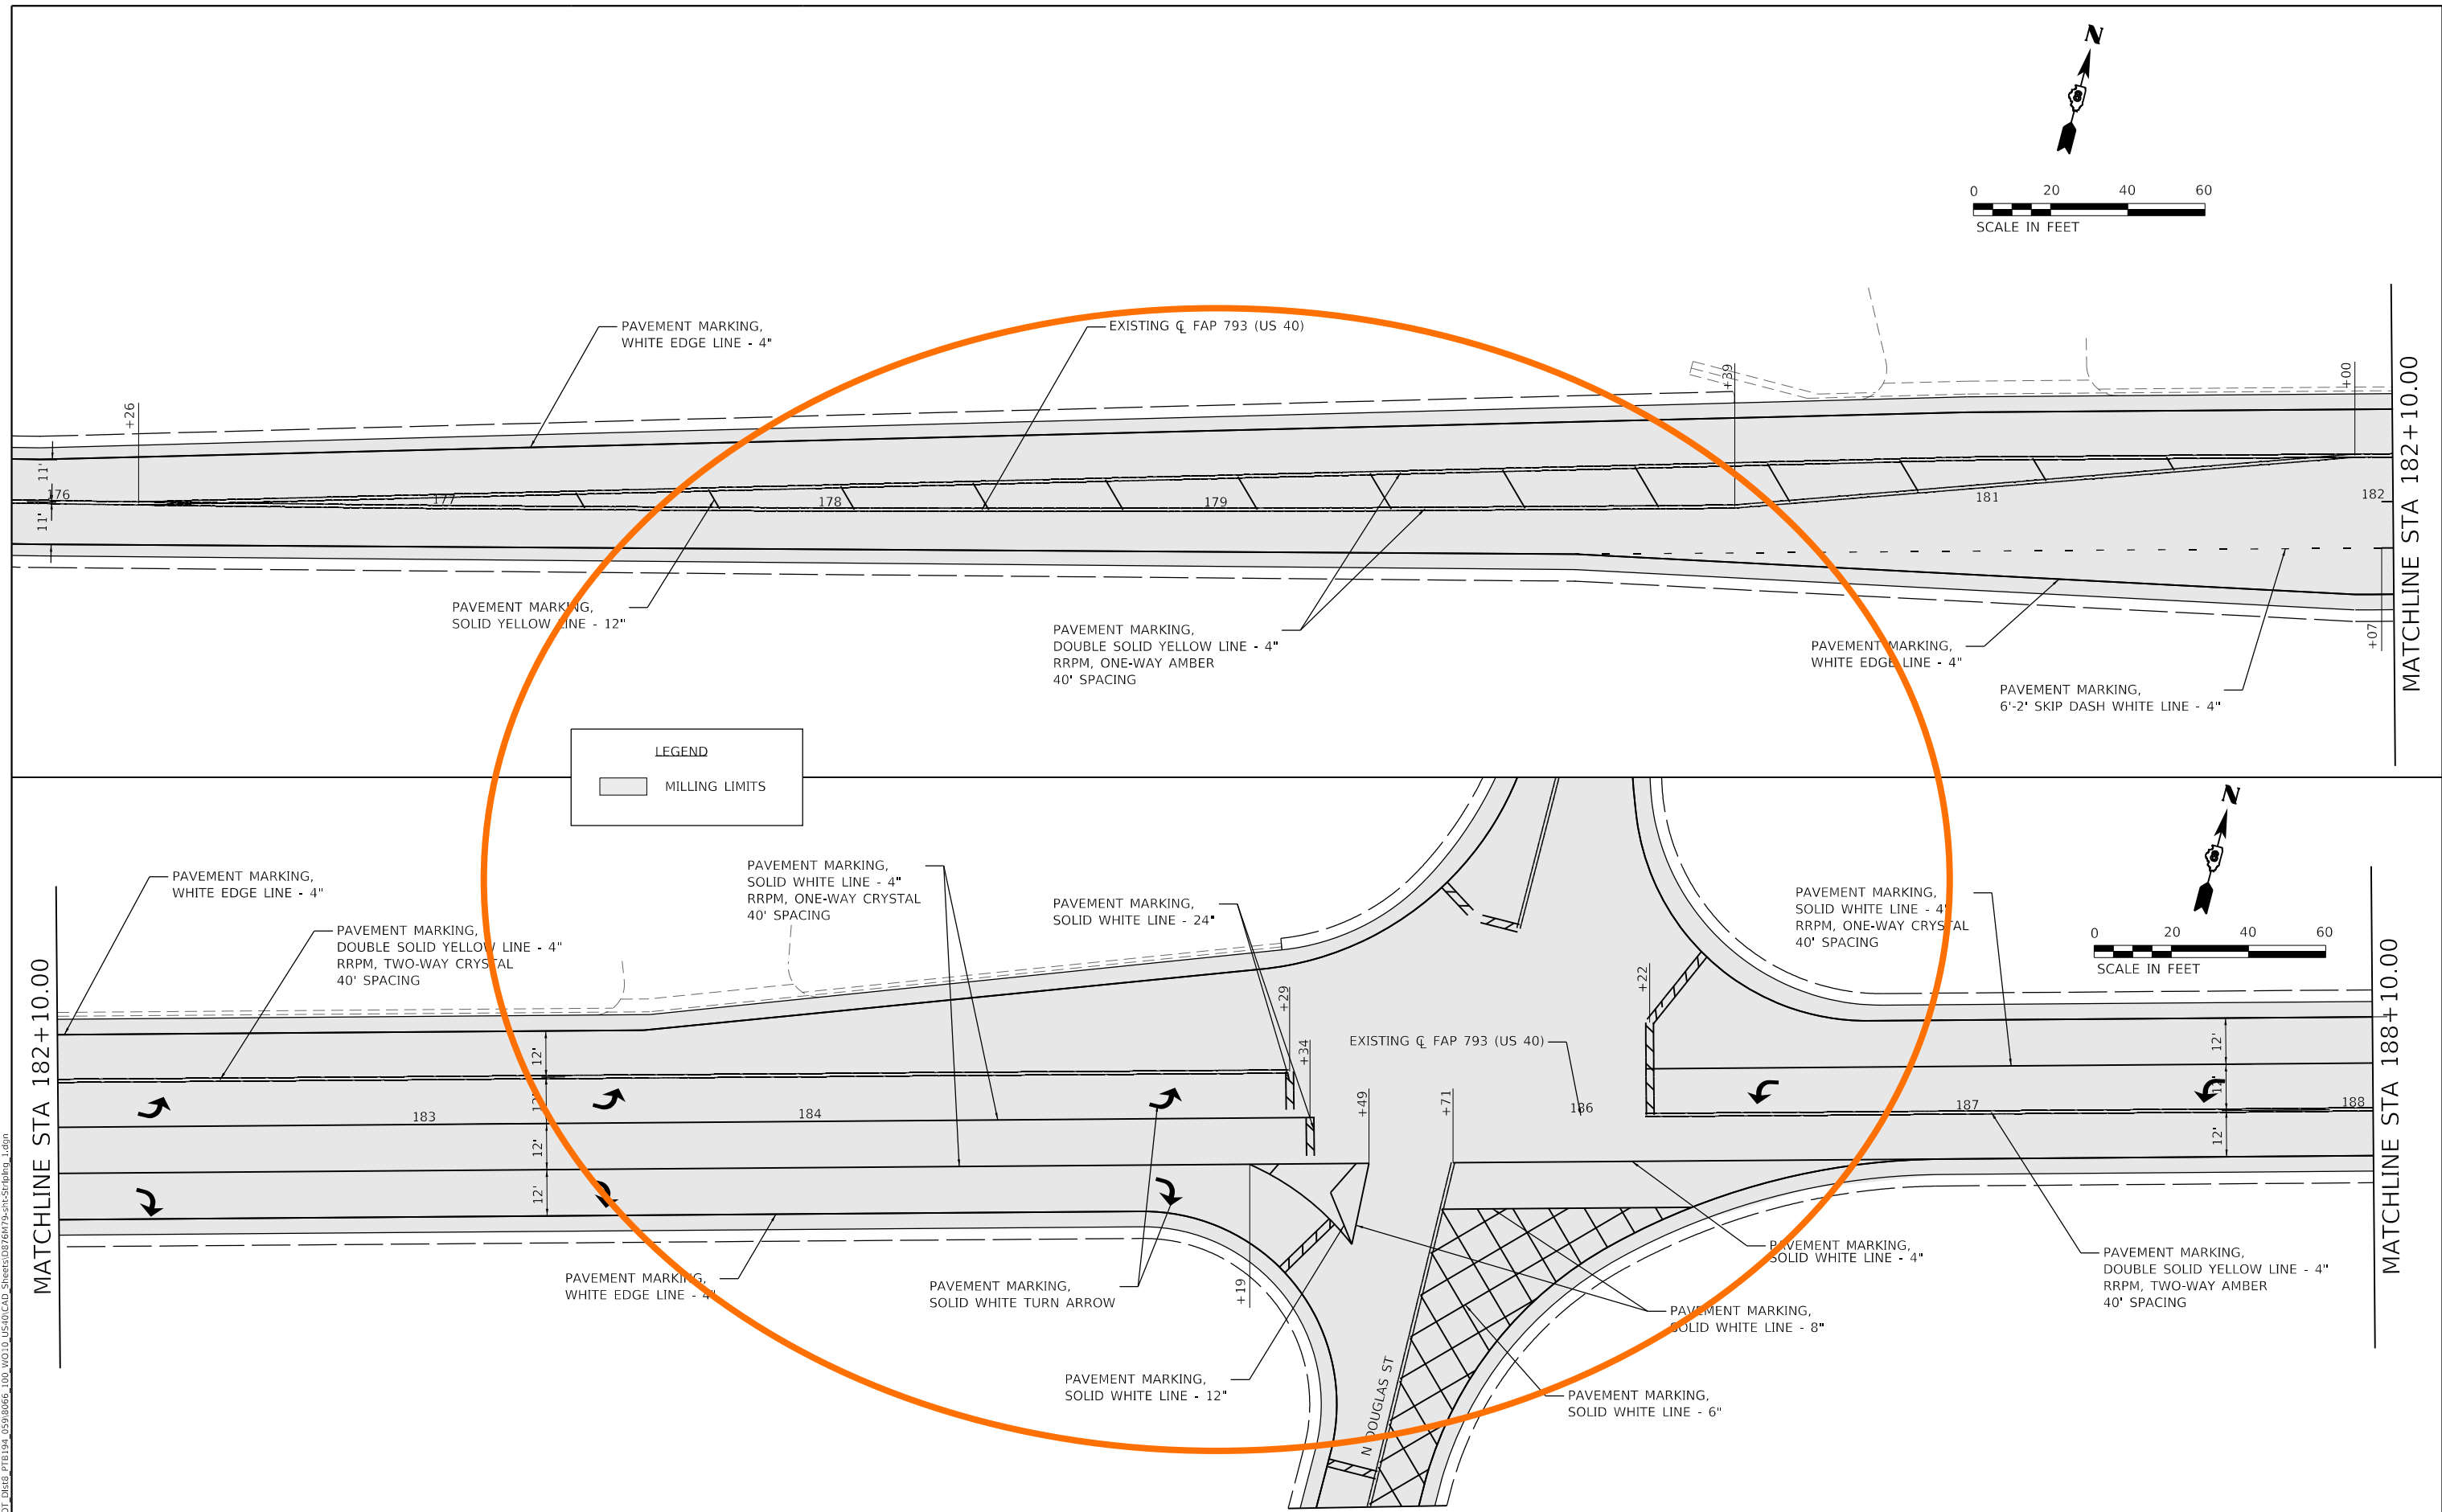 N
8
0 20 40 60
SCALE IN FEET
PAVEMENT MARKING,
WHITE EDGE LINE - 4"
EXISTING ℄ FAP 793 (US 40)
+26
+39
+00
MATCHLINE STA 182+10.00
11'
11'
176
177
178
179
181
182
+07
PAVEMENT MARKING,
SOLID YELLOW LINE - 12"
PAVEMENT MARKING,
DOUBLE SOLID YELLOW LINE - 4"
RRPM, ONE-WAY AMBER
40' SPACING
PAVEMENT MARKING,
WHITE EDGE LINE - 4"
PAVEMENT MARKING,
6'-2' SKIP DASH WHITE LINE - 4"
LEGEND
MILLING LIMITS
N
8
0 20 40 60
SCALE IN FEET
MATCHLINE STA 182+10.00
PAVEMENT MARKING,
WHITE EDGE LINE - 4"
PAVEMENT MARKING,
DOUBLE SOLID YELLOW LINE - 4"
RRPM, TWO-WAY CRYSTAL
40' SPACING
PAVEMENT MARKING,
SOLID WHITE LINE - 4"
RRPM, ONE-WAY CRYSTAL
40' SPACING
PAVEMENT MARKING,
SOLID WHITE LINE - 24"
PAVEMENT MARKING,
SOLID WHITE LINE - 4"
RRPM, ONE-WAY CRYSTAL
40' SPACING
+29
+34
+22
EXISTING ℄ FAP 793 (US 40)
+49
+71
12'
12'
12'
12'
183
184
186
187
188
12'
12'
12'
MATCHLINE STA 188+10.00
+19
PAVEMENT MARKING,
WHITE EDGE LINE - 4"
PAVEMENT MARKING,
SOLID WHITE TURN ARROW
PAVEMENT MARKING,
SOLID WHITE LINE - 12"
N DOUGLAS ST
PAVEMENT MARKING,
SOLID WHITE LINE - 4"
PAVEMENT MARKING,
SOLID WHITE LINE - 8"
PAVEMENT MARKING,
SOLID WHITE LINE - 6"
PAVEMENT MARKING,
DOUBLE SOLID YELLOW LINE - 4"
RRPM, TWO-WAY AMBER
40' SPACING